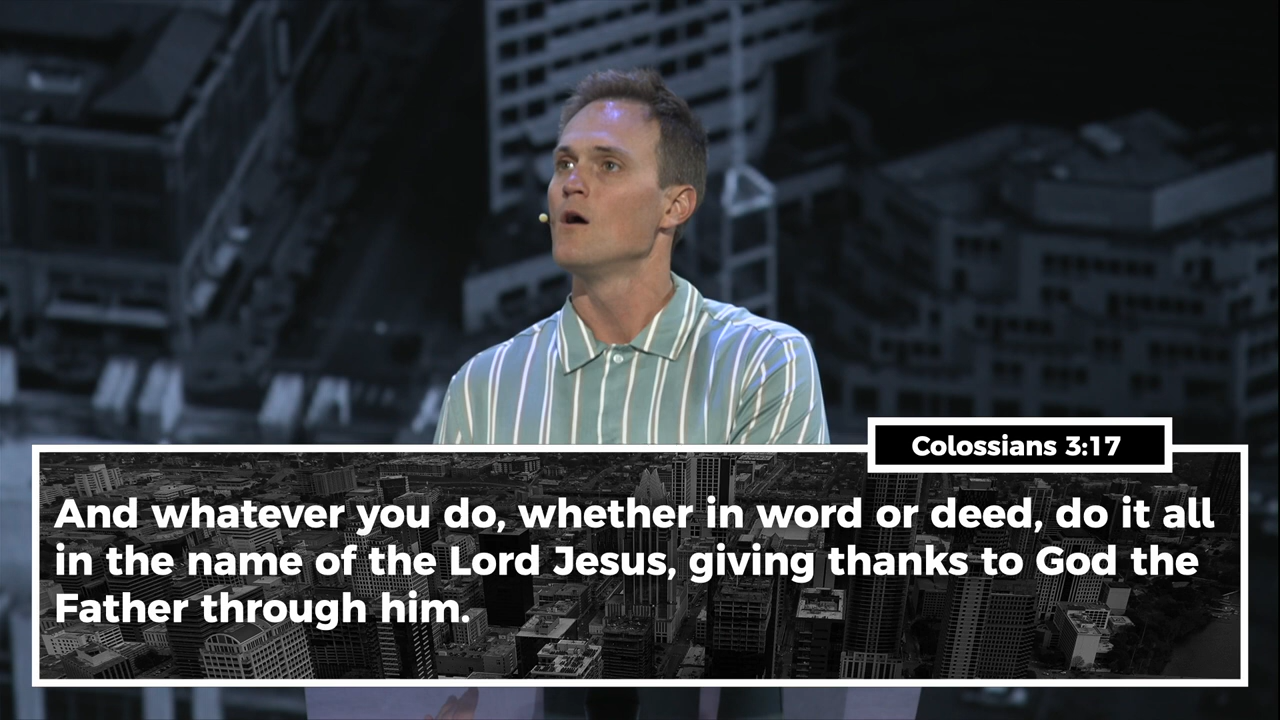 Colossians 3:17
And whatever you do, whether in word or deed, do it all
in the name of the Lord Jesus, giving thanks to God the
Father through him.